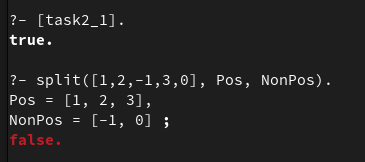 ?- [task2_1].
true.
?- split([1,2,-1,3,0], Pos, NonPos).
Pos = [1, 2, 3],
NonPos = [-1, 0] ;
false.